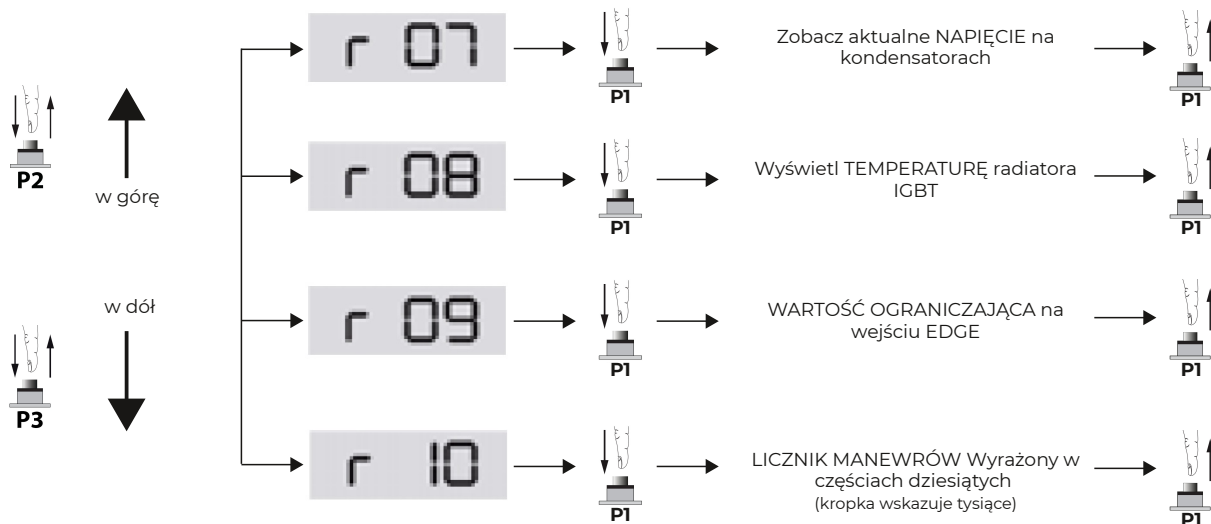 r 07
P1
Zobacz aktualne NAPIĘCIE na
kondensatorach
P1
P2
w górę
r 08
P1
Wyświetl TEMPERATURĘ radiatora
IGBT
P1
w dół
P3
r 09
P1
WARTOŚĆ OGRANICZAJĄCA na
wejściu EDGE
P1
r 10
P1
LICZNIK MANEWRÓW Wyrażony w
częściach dziesiątych
(kropka wskazuje tysiące)
P1